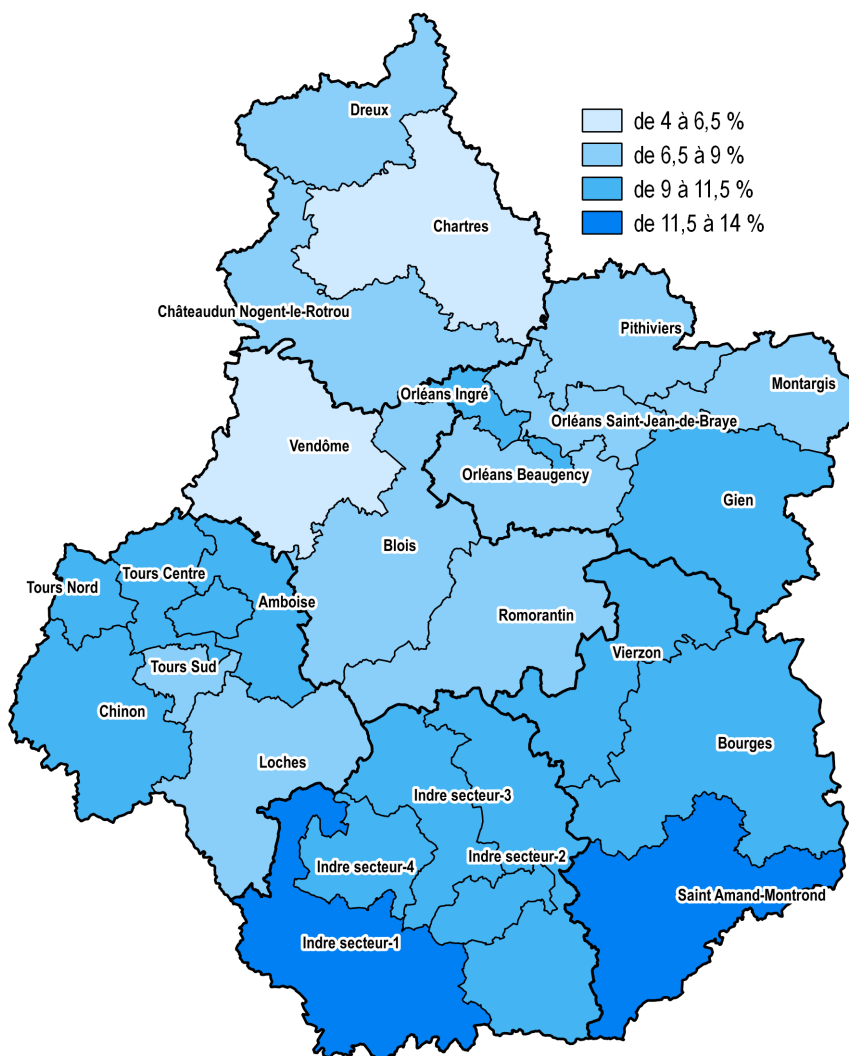 Dreux
de 4 à 6,5 %
de 6,5 à 9 %
de 9 à 11,5 %
de 11,5 à 14 %
Chartres
Châteaudun Nogent-le-Rotrou
Pithiviers
Montargis
Orléans Ingré
Orléans Saint-Jean-de-Braye
Vendôme
Orléans Beaugency
Gien
Blois
Tours Centre
Tours Nord
Amboise
Romorantin
Vierzon
Tours Sud
Chinon
Bourges
Loches
Indre secteur-3
Indre secteur-2
Indre secteur-4
Saint Amand-Montrond
Indre secteur-1